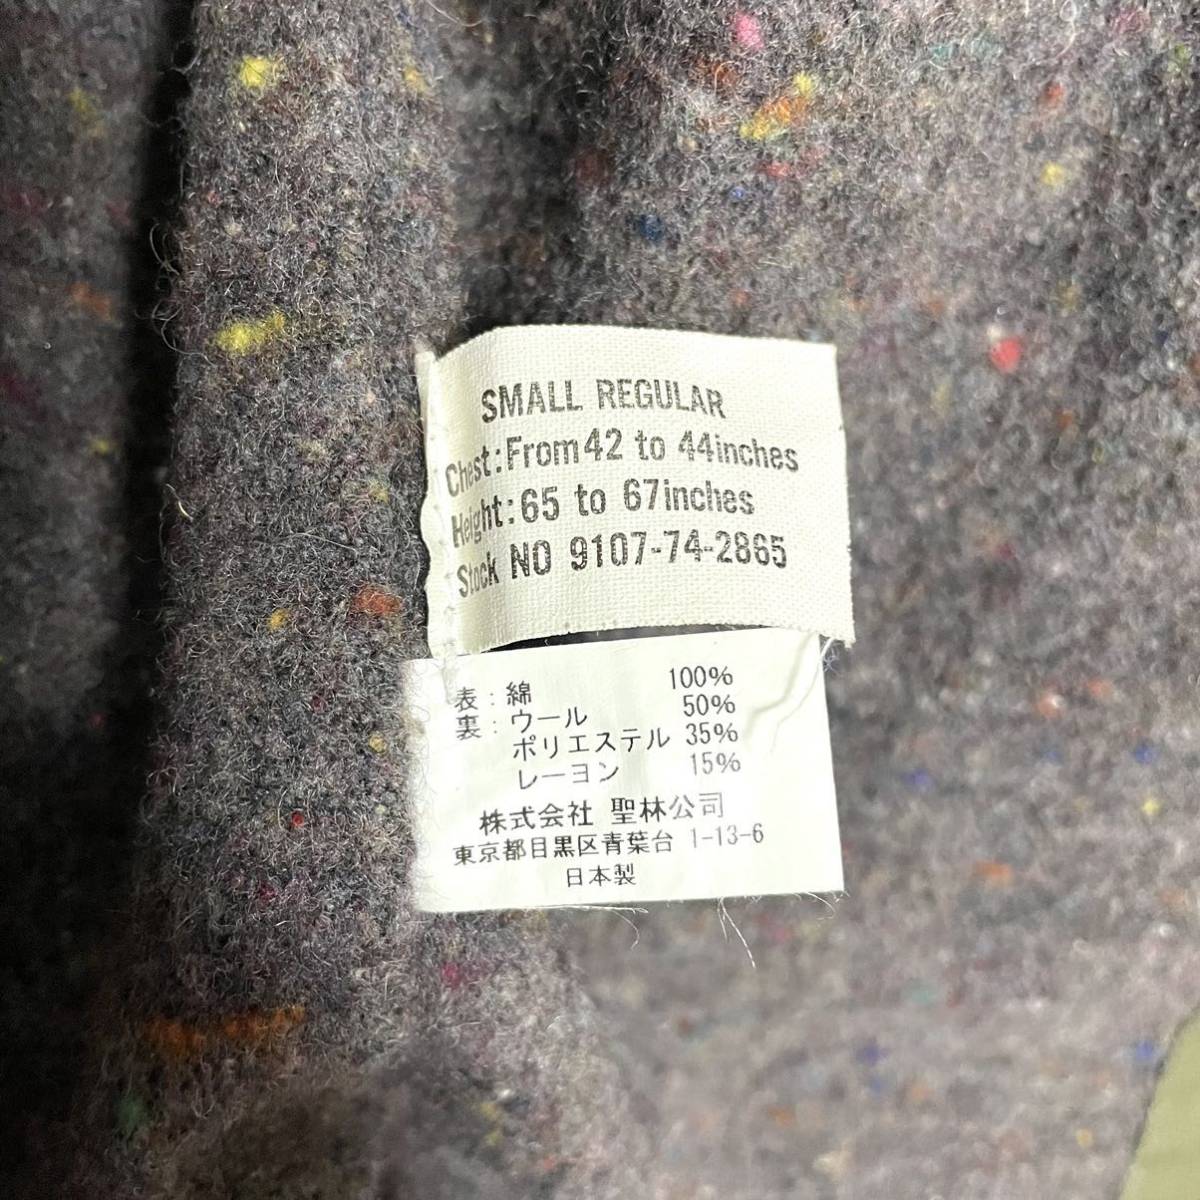 SMALL REGULAR
Chest:From 42 to 44inches
Height:65 to 67inches
Stock NO 9107-74-2865
表:綿 100%
裏:ウール 50%
ポリエステル 35%
レーヨン 15%
株式会社 聖林公司
東京都目黒区青葉台 1-13-6
日本製